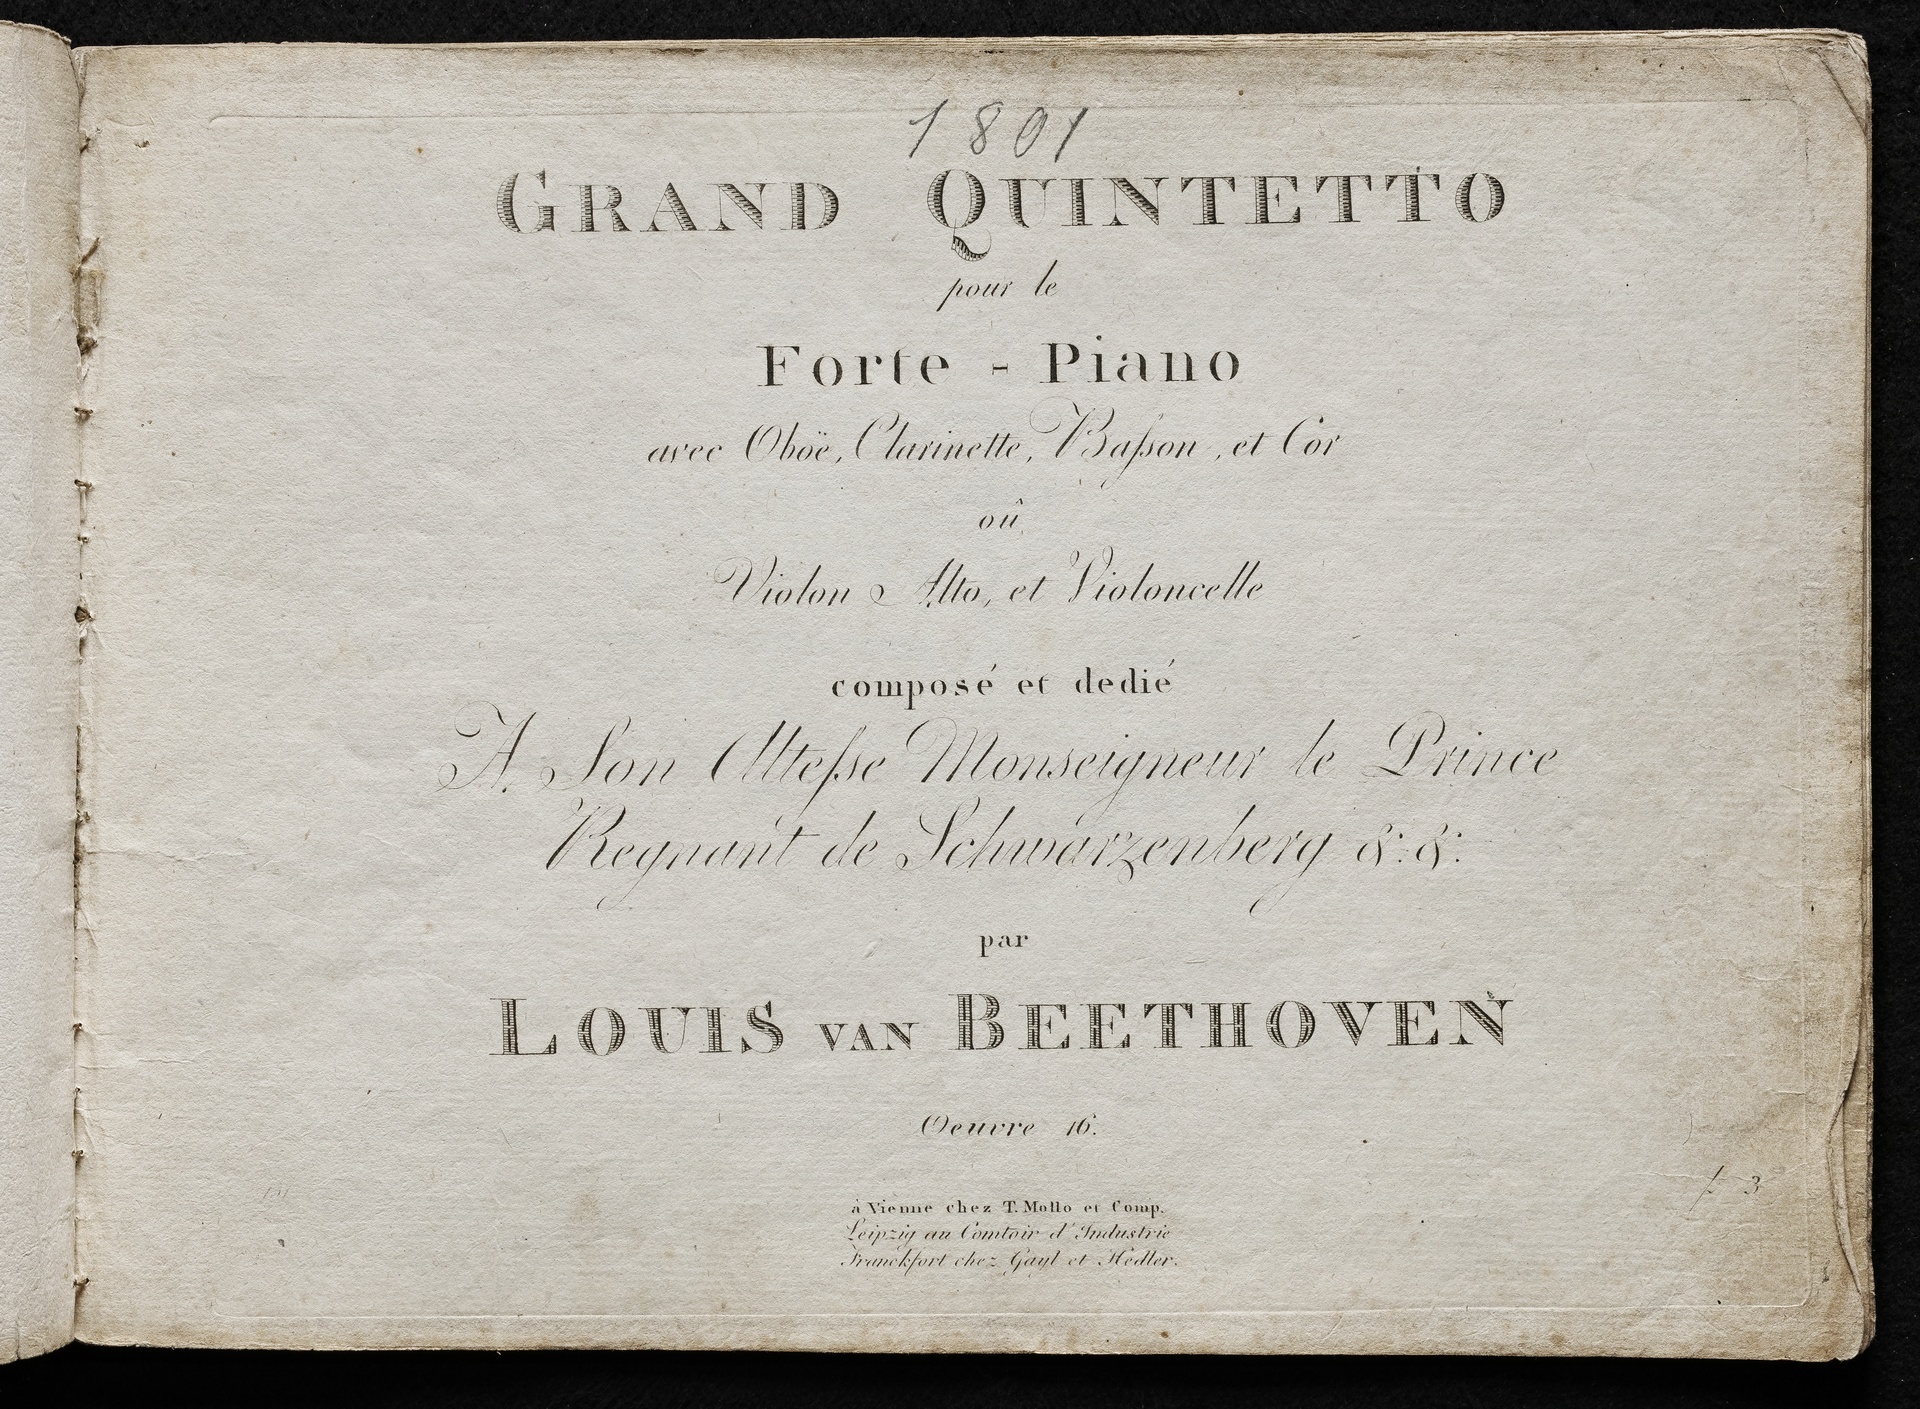 1801
GRAND QUINTETTO
pour le
Forte - Piano
avec Oboë, Clarinette, Baſson, et Cor
oû
Violon Alto, et Violoncelle
composé et dedié
A Son Alteſse Monseigneur le Prince
Regnant de Schwarzenberg &: &:
par
LOUIS VAN BEETHOVEN
Oeuvre 16.
à Vienne chez T. Mollo et Comp.
Leipzig au Comtoir d'Industrie
Franckfort chez Gayl et Hedler.